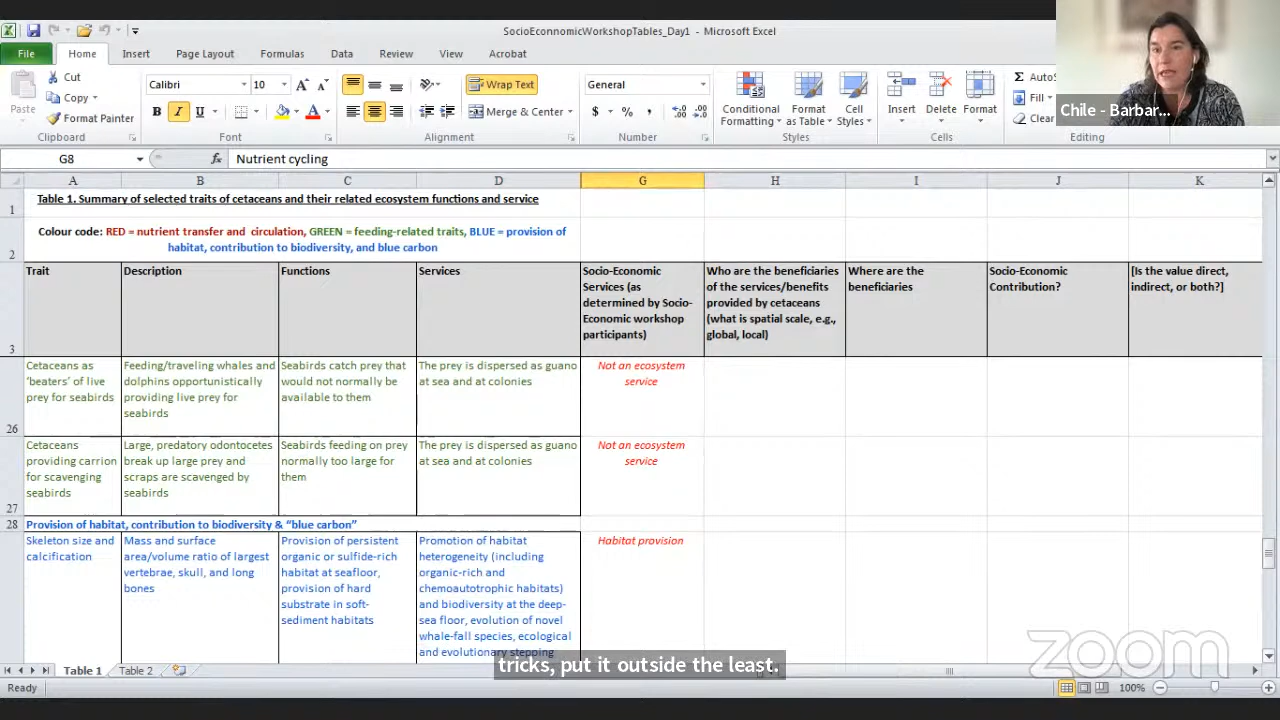 SocioEconnomicWorkshopTables_Day1 - Microsoft Excel
File Home Insert Page Layout Formulas Data Review View Acrobat
Cut
Copy
Format Painter
Paste
Clipboard
Calibri 10
B I U
Font
Wrap Text
Merge & Center
Alignment
General
$ % ,
Number
Conditional Formatting
Format as Table
Cell Styles
Styles
Insert Delete Format
Cells
Fill
Editing
Chile - Barbar...
G8 fx Nutrient cycling
A B C D G H I J K
1
Table 1. Summary of selected traits of cetaceans and their related ecosystem functions and service
2
Colour code: RED = nutrient transfer and circulation, GREEN = feeding-related traits, BLUE = provision of
habitat, contribution to biodiversity, and blue carbon
3
Trait
Description
Functions
Services
Socio-Economic
Services (as
determined by Socio-
Economic workshop
participants)
Who are the beneficiaries
of the services/benefits
provided by cetaceans
(what is spatial scale, e.g.,
global, local)
Where are the
beneficiaries
Socio-Economic
Contribution?
[Is the value direct,
indirect, or both?]
26
Cetaceans as
'beaters' of live
prey for seabirds
Feeding/traveling whales and
dolphins opportunistically
providing live prey for
seabirds
Seabirds catch prey that
would not normally be
available to them
The prey is dispersed as guano
at sea and at colonies
Not an ecosystem
service
27
Cetaceans
providing carrion
for scavenging
seabirds
Large, predatory odontocetes
break up large prey and
scraps are scavenged by
seabirds
Seabirds feeding on prey
normally too large for
them
The prey is dispersed as guano
at sea and at colonies
Not an ecosystem
service
28
Provision of habitat, contribution to biodiversity & "blue carbon"
Skeleton size and
calcification
Mass and surface
area/volume ratio of largest
vertebrae, skull, and long
bones
Provision of persistent
organic or sulfide-rich
habitat at seafloor,
provision of hard
substrate in soft-
sediment habitats
Promotion of habitat
heterogeneity (including
organic-rich and
chemoautotrophic habitats)
and biodiversity at the deep-
sea floor, evolution of novel
whale-fall species, ecological
and evolutionary stepping
Habitat provision
tricks, put it outside the least.
zoom
Table 1 Table 2
Ready
100%